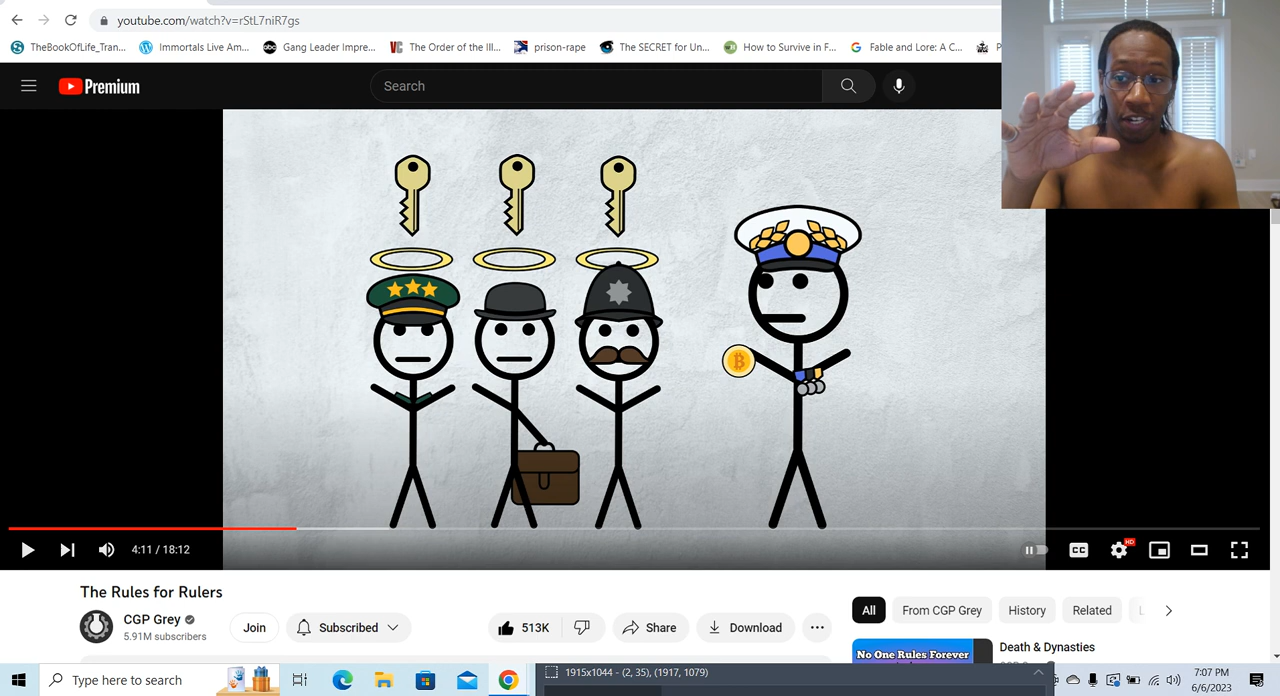 youtube.com/watch?v=rStL7niR7gs
TheBookOfLife_Tran... Immortals Live Am... Gang Leader Impre... The Order of the Ill... prison-rape The SECRET for Un... How to Survive in F... Fable and Lore: A C... P
Premium
Search
4:11 / 18:12
CC
HD
The Rules for Rulers
CGP Grey
5.91M subscribers
Join
Subscribed
513K
Share
Download
All
From CGP Grey
History
Related
No One Rules Forever
Death & Dynasties
Type here to search
1915x1044 - (2, 35), (1917, 1079)
7:07 PM
6/6/2023